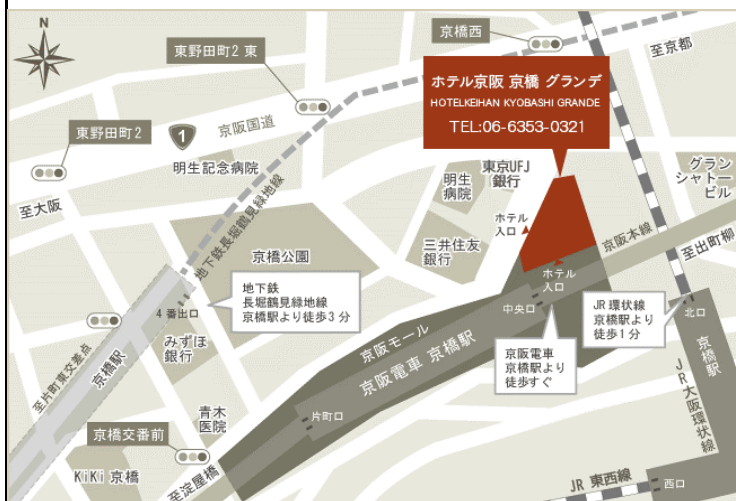 N
京橋西
至京都
東野田町2 東
ホテル京阪 京橋 グランデ
HOTELKEIHAN KYOBASHI GRANDE
TEL:06-6353-0321
東野田町2
1
京阪国道
明生記念病院
東京UFJ
銀行
明生
病院
グラン
シャトー
ビル
至大阪
地下鉄長堀鶴見緑地線
ホテル
入口
京橋公園
三井住友
銀行
京阪本線
至出町柳
ホテル
入口
地下鉄
長堀鶴見緑地線
京橋駅より徒歩3分
4番出口
中央口
JR環状線
京橋駅より
徒歩1分
北口
みずほ
銀行
京橋駅
至片町東交差点
京阪モール
京阪電車 京橋駅
京阪電車
京橋駅より
徒歩すぐ
京橋駅
JR大阪環状線
青木
医院
片町口
京橋交番前
KiKi 京橋
至淀屋橋
JR 東西線
西口